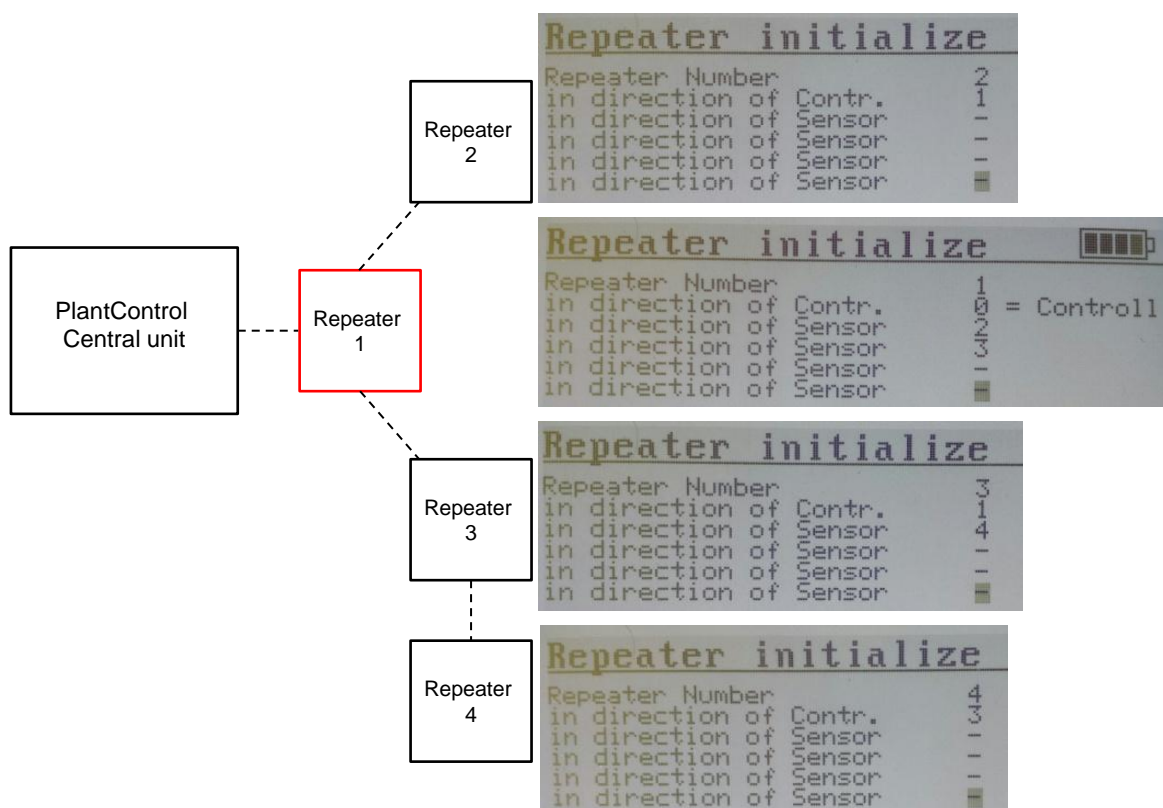 Repeater initialize
Repeater Number 2
in direction of Contr. 1
in direction of Sensor -
in direction of Sensor -
in direction of Sensor -
in direction of Sensor -
Repeater
2
Repeater initialize
Repeater Number 1
in direction of Contr. 0 = Controll
in direction of Sensor 2
in direction of Sensor 3
in direction of Sensor -
in direction of Sensor -
PlantControl
Central unit
Repeater
1
Repeater initialize
Repeater Number 3
in direction of Contr. 1
in direction of Sensor 4
in direction of Sensor -
in direction of Sensor -
in direction of Sensor -
Repeater
3
Repeater initialize
Repeater Number 4
in direction of Contr. 3
in direction of Sensor -
in direction of Sensor -
in direction of Sensor -
in direction of Sensor -
Repeater
4